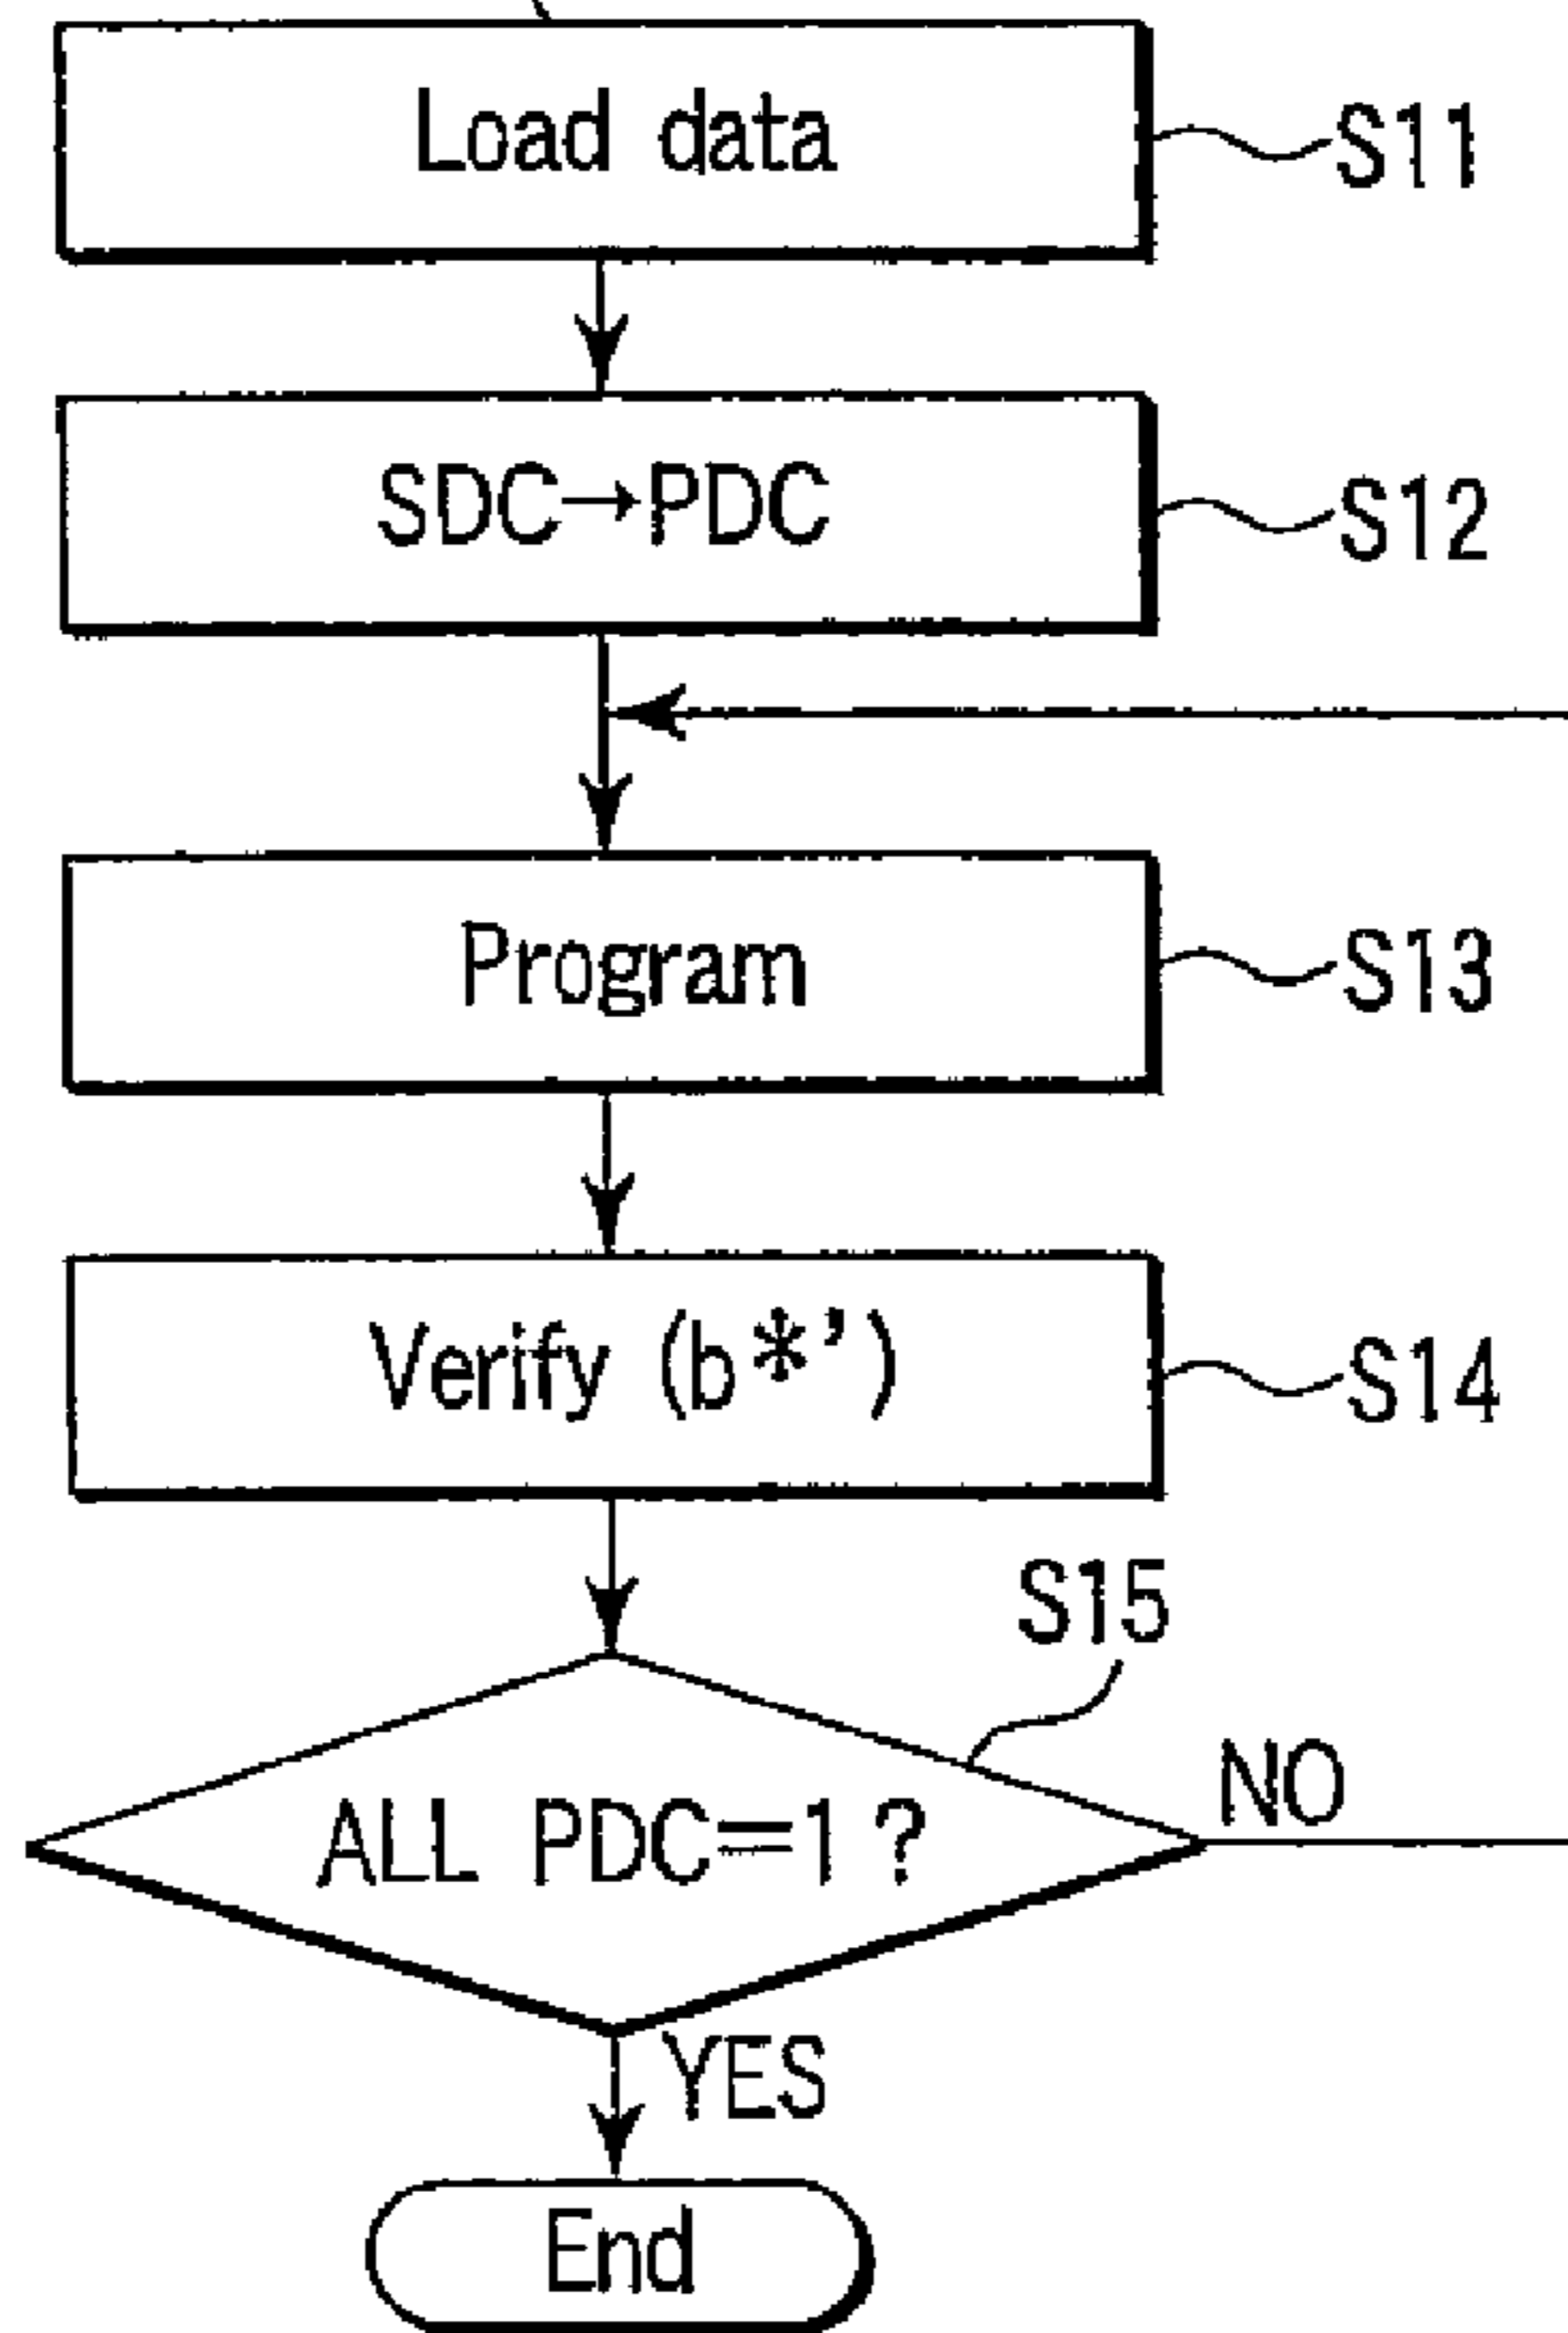 Load data
S11
SDC→PDC
S12
Program
S13
Verify (b*’)
S14
S15
ALL PDC=1 ?
NO
YES
End